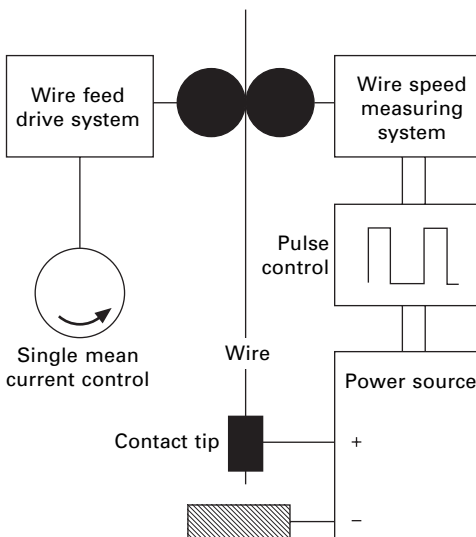 Wire feed
drive system
Wire speed
measuring
system
Pulse
control
Single mean
current control
Wire
Power source
Contact tip
+
−